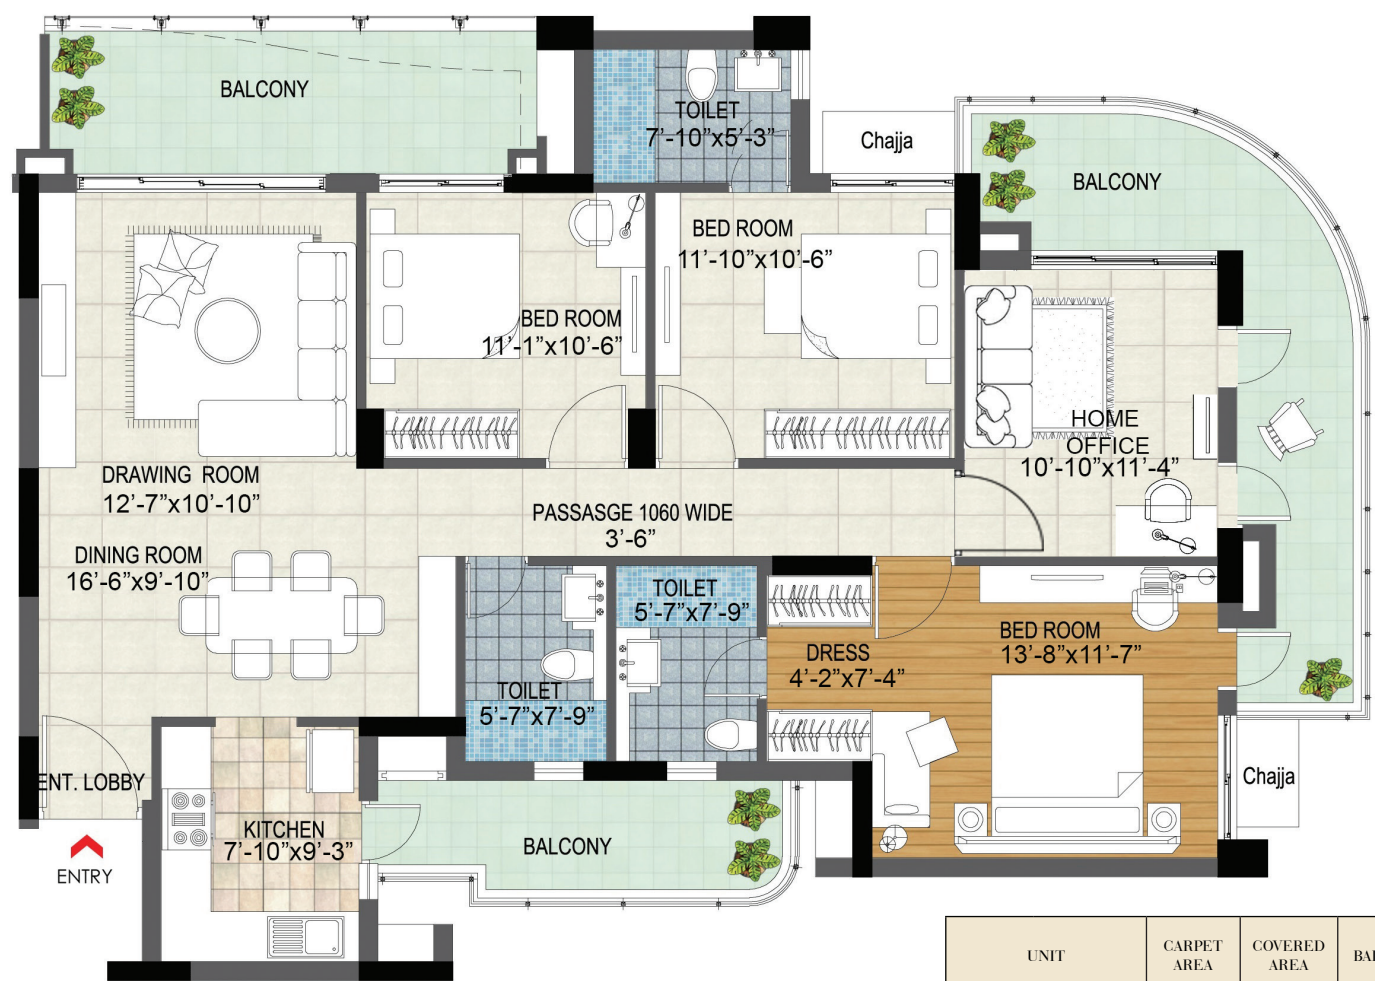 BALCONY
TOILET
7'-10"x5'-3"
Chajja
BALCONY
BED ROOM
11'-10"x10'-6"
BED ROOM
11'-1"x10'-6"
HOME
OFFICE
10'-10"x11'-4"
DRAWING ROOM
12'-7"x10'-10"
PASSASGE 1060 WIDE
3'-6"
DINING ROOM
16'-6"x9'-10"
TOILET
5'-7"x7'-9"
BED ROOM
13'-8"x11'-7"
DRESS
4'-2"x7'-4"
TOILET
5'-7"x7'-9"
ENT. LOBBY
Chajja
KITCHEN
7'-10"x9'-3"
BALCONY
ENTRY
UNIT
CARPET
AREA
COVERED
AREA